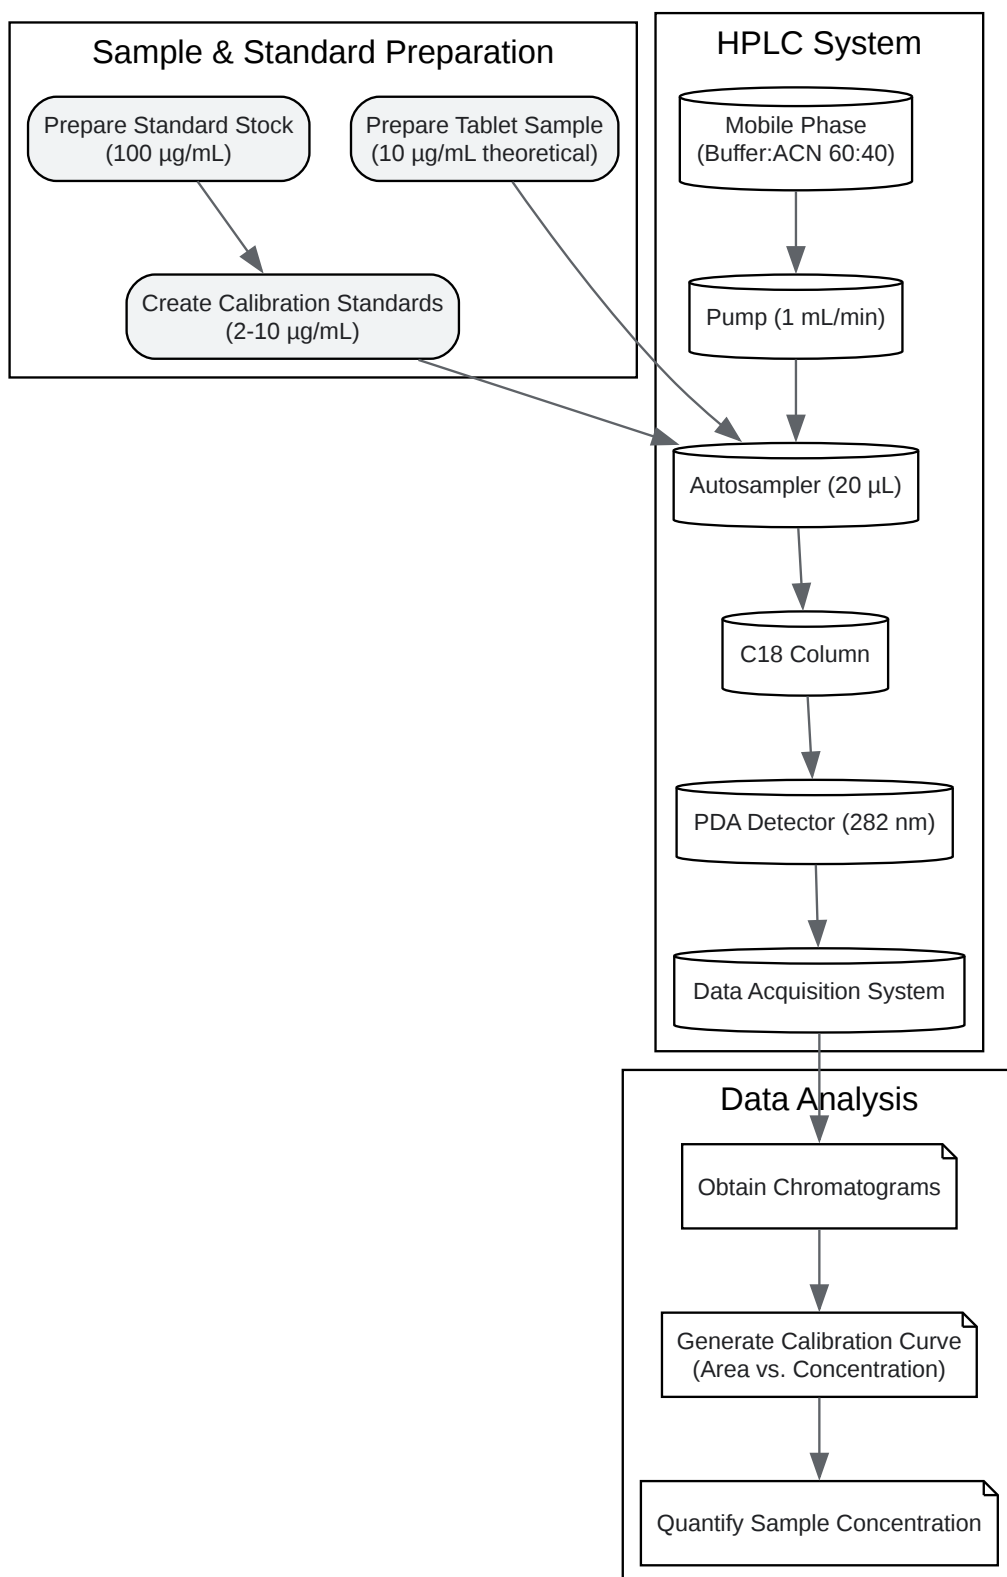 Sample & Standard Preparation
Prepare Standard Stock
(100 µg/mL)
Prepare Tablet Sample
(10 µg/mL theoretical)
Create Calibration Standards
(2-10 µg/mL)
HPLC System
Mobile Phase
(Buffer:ACN 60:40)
Pump (1 mL/min)
Autosampler (20 µL)
C18 Column
PDA Detector (282 nm)
Data Acquisition System
Data Analysis
Obtain Chromatograms
Generate Calibration Curve
(Area vs. Concentration)
Quantify Sample Concentration